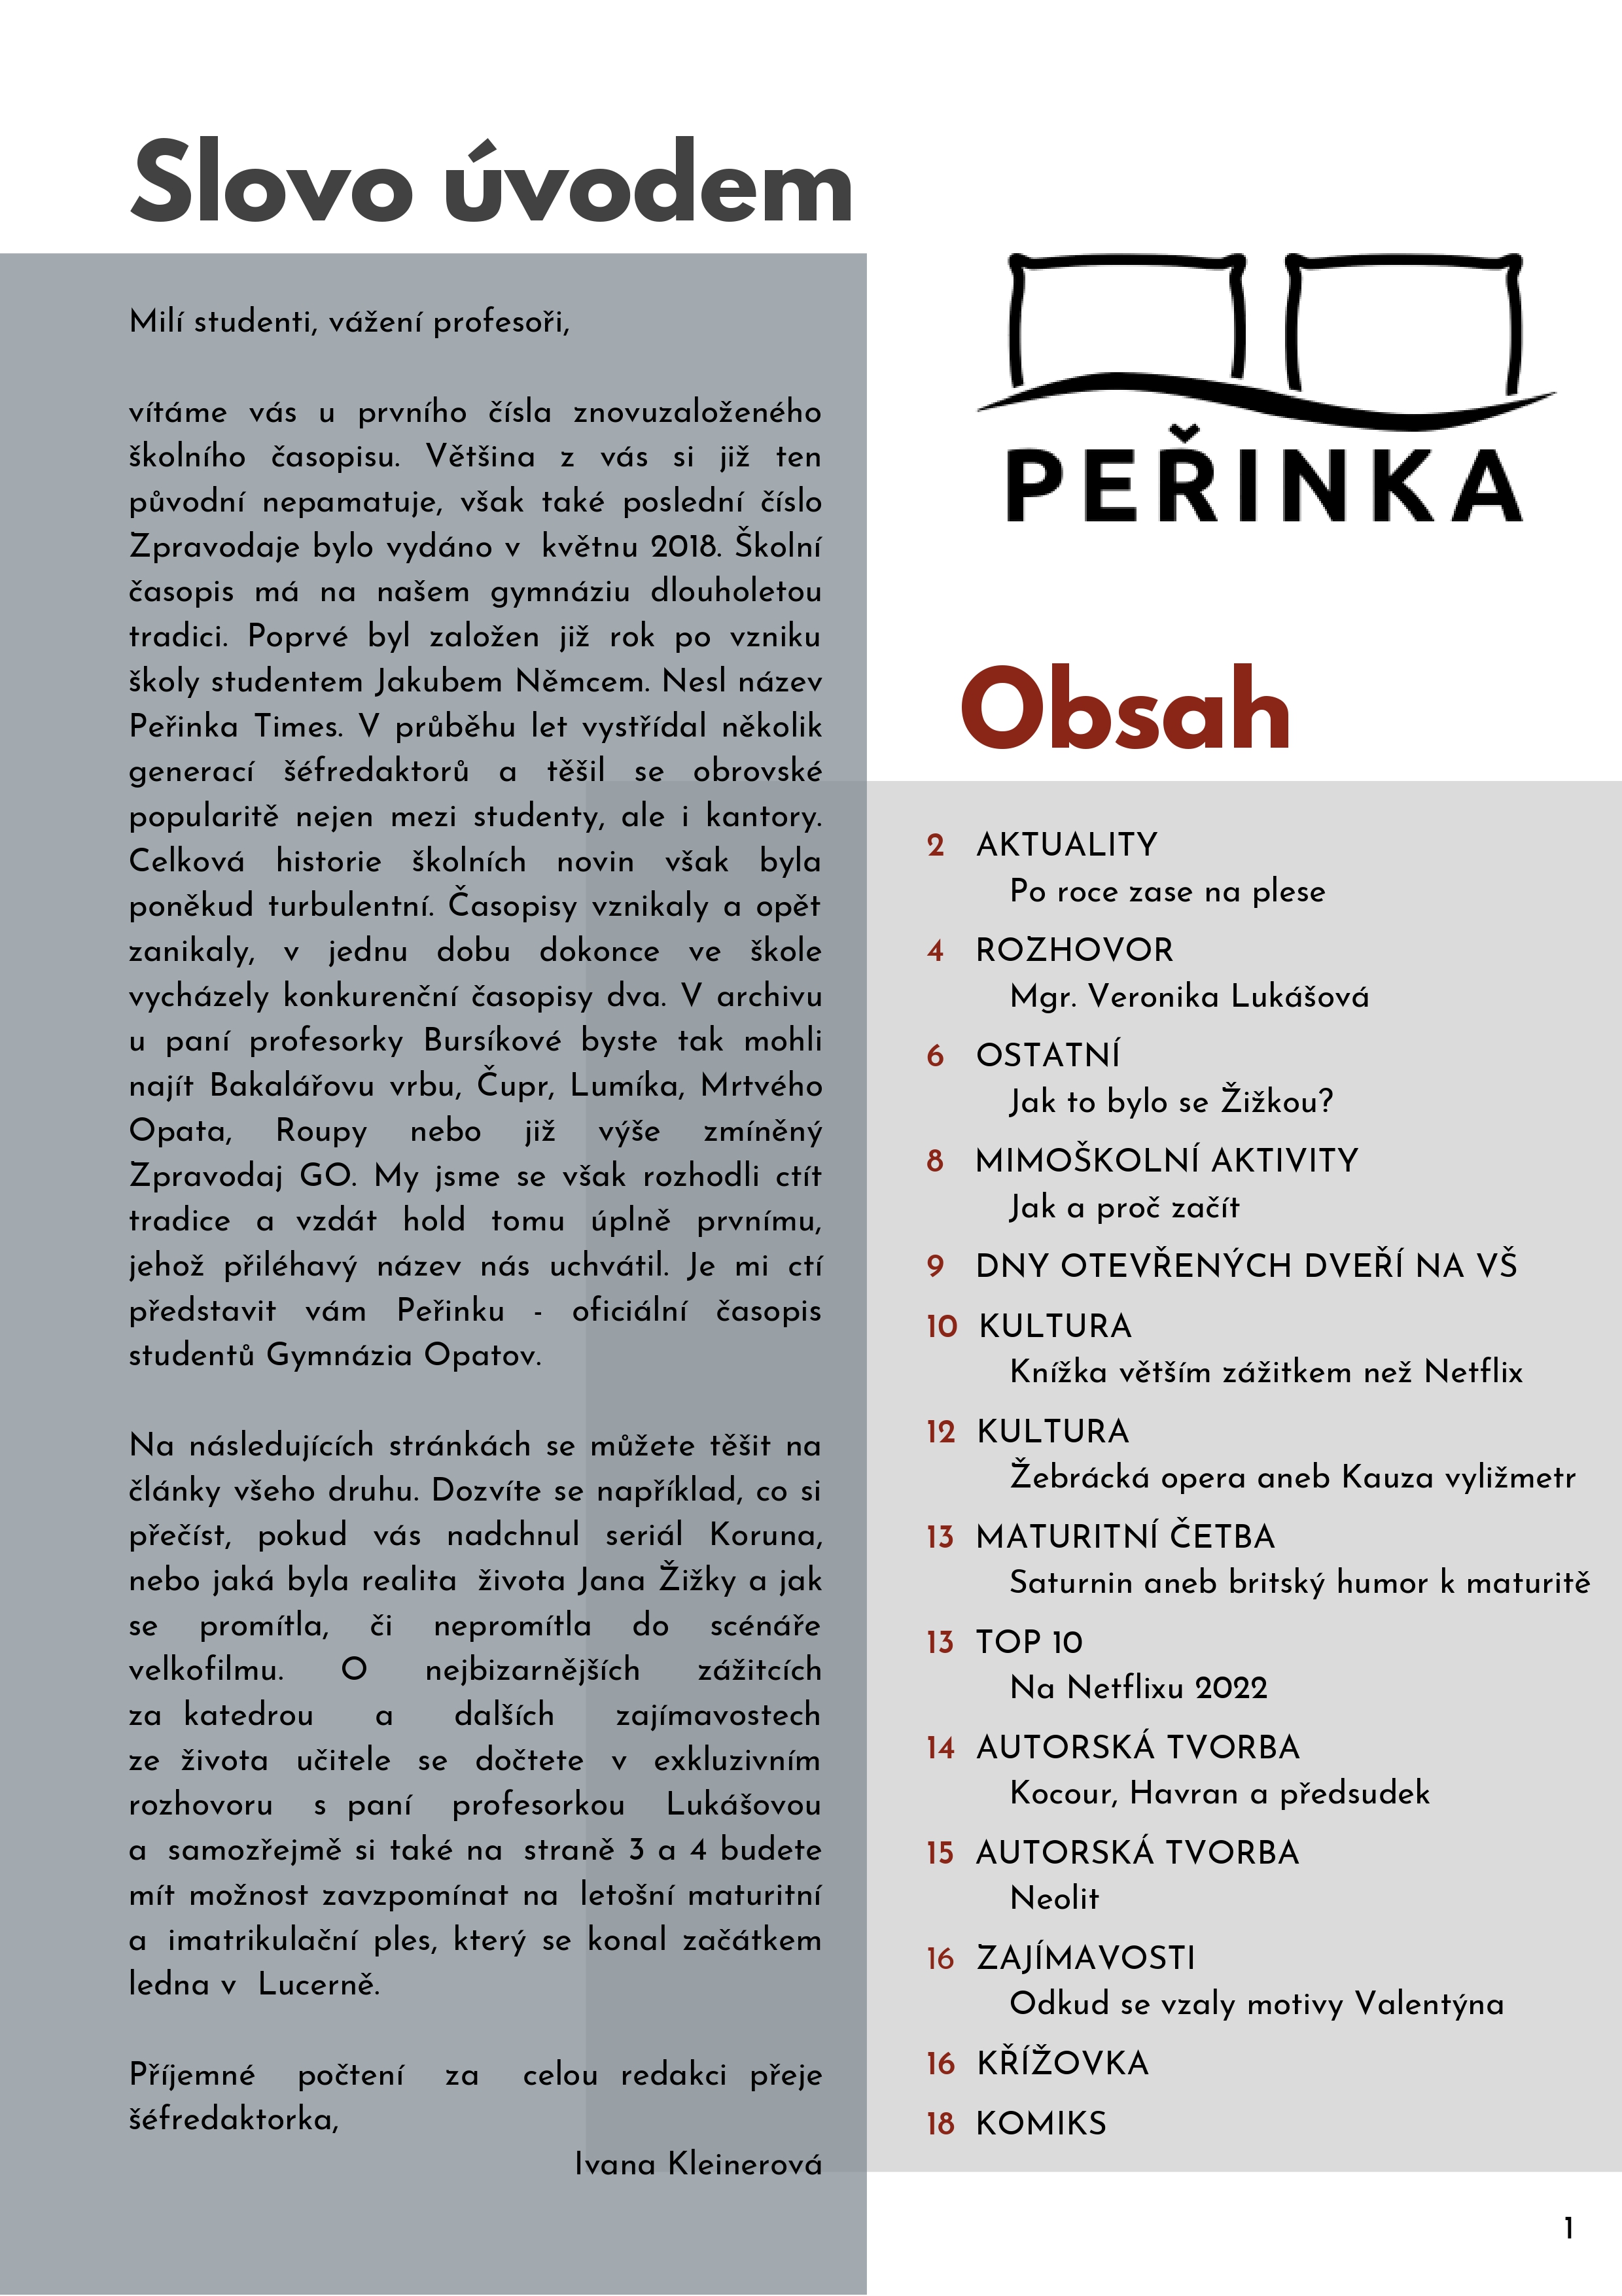 Slovo úvodem
Milí studenti, vážení profesoři,
vítáme vás u prvního čísla znovuzaloženého
školního časopisu. Většina z vás si již ten
původní nepamatuje, však také poslední číslo
Zpravodaje bylo vydáno v květnu 2018. Školní
časopis má na našem gymnáziu dlouholetou
tradici. Poprvé byl založen již rok po vzniku
školy studentem Jakubem Němcem. Nesl název
Peřinka Times. V průběhu let vystřídal několik
generací šéfredaktorů a těšil se obrovské
popularitě nejen mezi studenty, ale i kantory.
Celková historie školních novin však byla
poněkud turbulentní. Časopisy vznikaly a opět
zanikaly, v jednu dobu dokonce ve škole
vycházely konkurenční časopisy dva. V archivu
u paní profesorky Bursíkové byste tak mohli
najít Bakalářovu vrbu, Čupr, Lumíka, Mrtvého
Opata, Roupy nebo již výše zmíněný
Zpravodaj GO. My jsme se však rozhodli ctít
tradice a vzdát hold tomu úplně prvnímu,
jehož přiléhavý název nás uchvátil. Je mi ctí
představit vám Peřinku - oficiální časopis
studentů Gymnázia Opatov.
Na následujících stránkách se můžete těšit na
články všeho druhu. Dozvíte se například, co si
přečíst, pokud vás nadchnul seriál Koruna,
nebo jaká byla realita života Jana Žižky a jak
se promítla, či nepromítla do scénáře
velkofilmu. O nejbizarnějších zážitcích
za katedrou a dalších zajímavostech
ze života učitele se dočtete v exkluzivním
rozhovoru s paní profesorkou Lukášovou
a samozřejmě si také na straně 3 a 4 budete
mít možnost zavzpomínat na letošní maturitní
a imatrikulační ples, který se konal začátkem
ledna v Lucerně.
Příjemné počtení za celou redakci přeje
šéfredaktorka,
Ivana Kleinerová
PEŘINKA
Obsah
2 AKTUALITY
Po roce zase na plese
4 ROZHOVOR
Mgr. Veronika Lukášová
6 OSTATNÍ
Jak to bylo se Žižkou?
8 MIMOŠKOLNÍ AKTIVITY
Jak a proč začít
9 DNY OTEVŘENÝCH DVEŘÍ NA VŠ
10 KULTURA
Knížka větším zážitkem než Netflix
12 KULTURA
Žebrácká opera aneb Kauza vyližmetr
13 MATURITNÍ ČETBA
Saturnin aneb britský humor k maturitě
13 TOP 10
Na Netflixu 2022
14 AUTORSKÁ TVORBA
Kocour, Havran a předsudek
15 AUTORSKÁ TVORBA
Neolit
16 ZAJÍMAVOSTI
Odkud se vzaly motivy Valentýna
16 KŘÍŽOVKA
18 KOMIKS
1